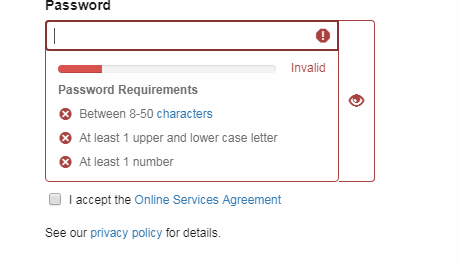 Password
Invalid
Password Requirements
Between 8-50 characters
At least 1 upper and lower case letter
At least 1 number
I accept the Online Services Agreement
See our privacy policy for details.